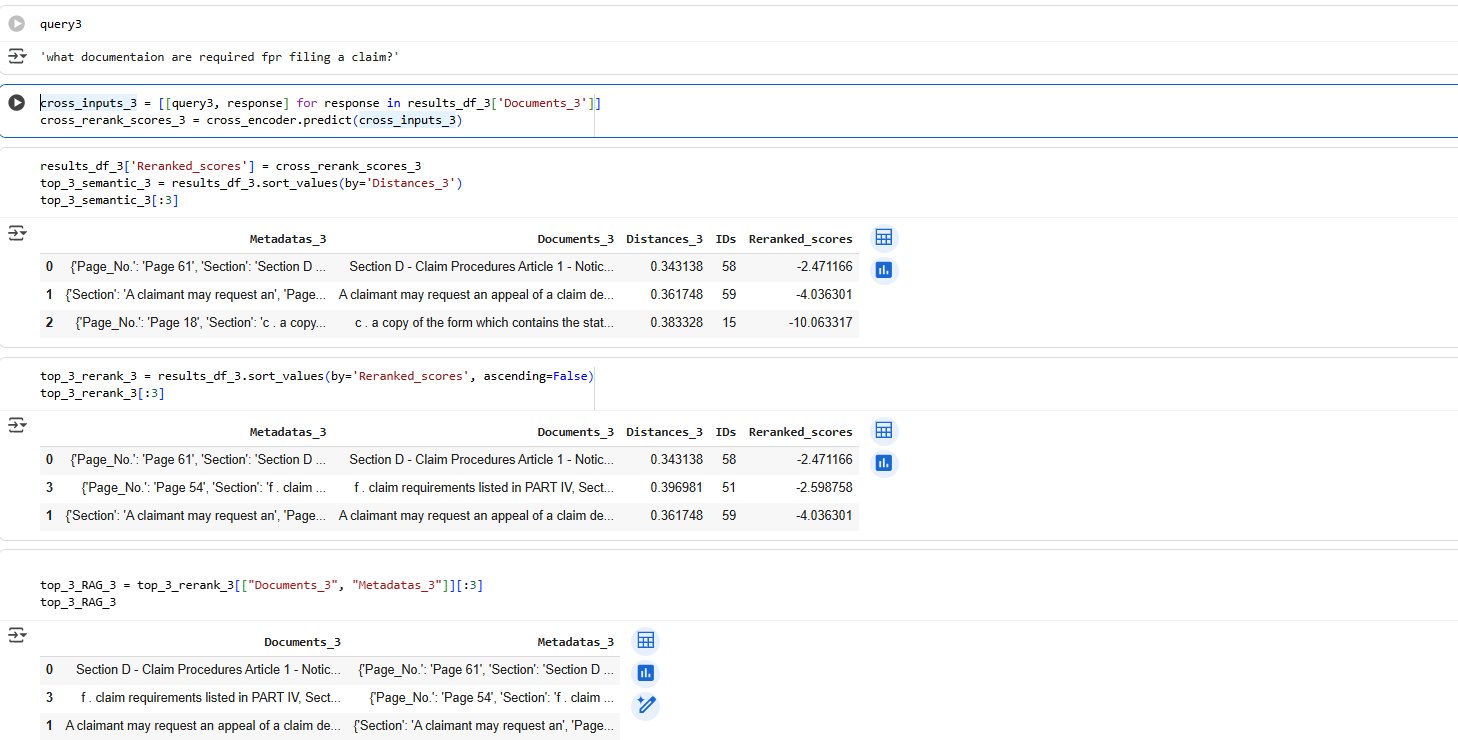 query3
'what documentaion are required fpr filing a claim?'
cross_inputs_3 = [[query3, response] for response in results_df_3['Documents_3']]
cross_rerank_scores_3 = cross_encoder.predict(cross_inputs_3)
results_df_3['Reranked_scores'] = cross_rerank_scores_3
top_3_semantic_3 = results_df_3.sort_values(by='Distances_3')
top_3_semantic_3[:3]
Metadatas_3 Documents_3 Distances_3 IDs Reranked_scores
0 {'Page_No.': 'Page 61', 'Section': 'Section D ... Section D - Claim Procedures Article 1 - Notic... 0.343138 58 -2.471166
1 {'Section': 'A claimant may request an', 'Page... A claimant may request an appeal of a claim de... 0.361748 59 -4.036301
2 {'Page_No.': 'Page 18', 'Section': 'c . a copy... c . a copy of the form which contains the stat... 0.383328 15 -10.063317
top_3_rerank_3 = results_df_3.sort_values(by='Reranked_scores', ascending=False)
top_3_rerank_3[:3]
Metadatas_3 Documents_3 Distances_3 IDs Reranked_scores
0 {'Page_No.': 'Page 61', 'Section': 'Section D ... Section D - Claim Procedures Article 1 - Notic... 0.343138 58 -2.471166
3 {'Page_No.': 'Page 54', 'Section': 'f . claim ... f . claim requirements listed in PART IV, Sect... 0.396981 51 -2.598758
1 {'Section': 'A claimant may request an', 'Page... A claimant may request an appeal of a claim de... 0.361748 59 -4.036301
top_3_RAG_3 = top_3_rerank_3[["Documents_3", "Metadatas_3"]][:3]
top_3_RAG_3
Documents_3 Metadatas_3
0 Section D - Claim Procedures Article 1 - Notic... {'Page_No.': 'Page 61', 'Section': 'Section D ...
3 f . claim requirements listed in PART IV, Sect... {'Page_No.': 'Page 54', 'Section': 'f . claim ...
1 A claimant may request an appeal of a claim de... {'Section': 'A claimant may request an', 'Page...